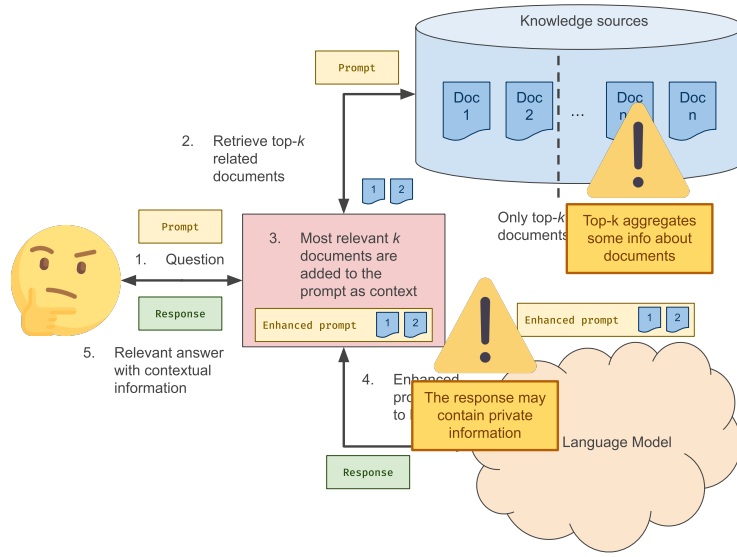 Knowledge sources
Prompt
Doc
1
Doc
2
...
Doc
Doc
n
2. Retrieve top-k
related
documents
1 2
Only top-k
documents
Top-k aggregates
some info about
documents
Prompt
1. Question
Response
5. Relevant answer
with contextual
information
3. Most relevant k
documents are
added to the
prompt as context
Enhanced prompt 1 2
Enhanced prompt 1 2
4. Enhanced
to
The response may
contain private
information
Language Model
Response